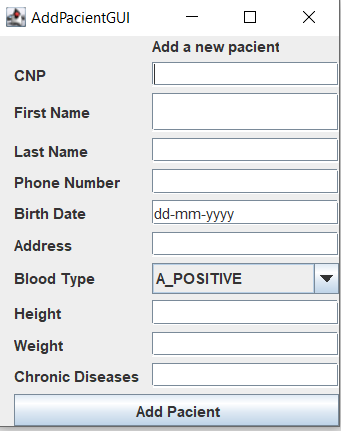 AddPacientGUI
Add a new pacient
CNP
First Name
Last Name
Phone Number
Birth Date dd-mm-yyyy
Address
Blood Type A_POSITIVE
Height
Weight
Chronic Diseases
Add Pacient